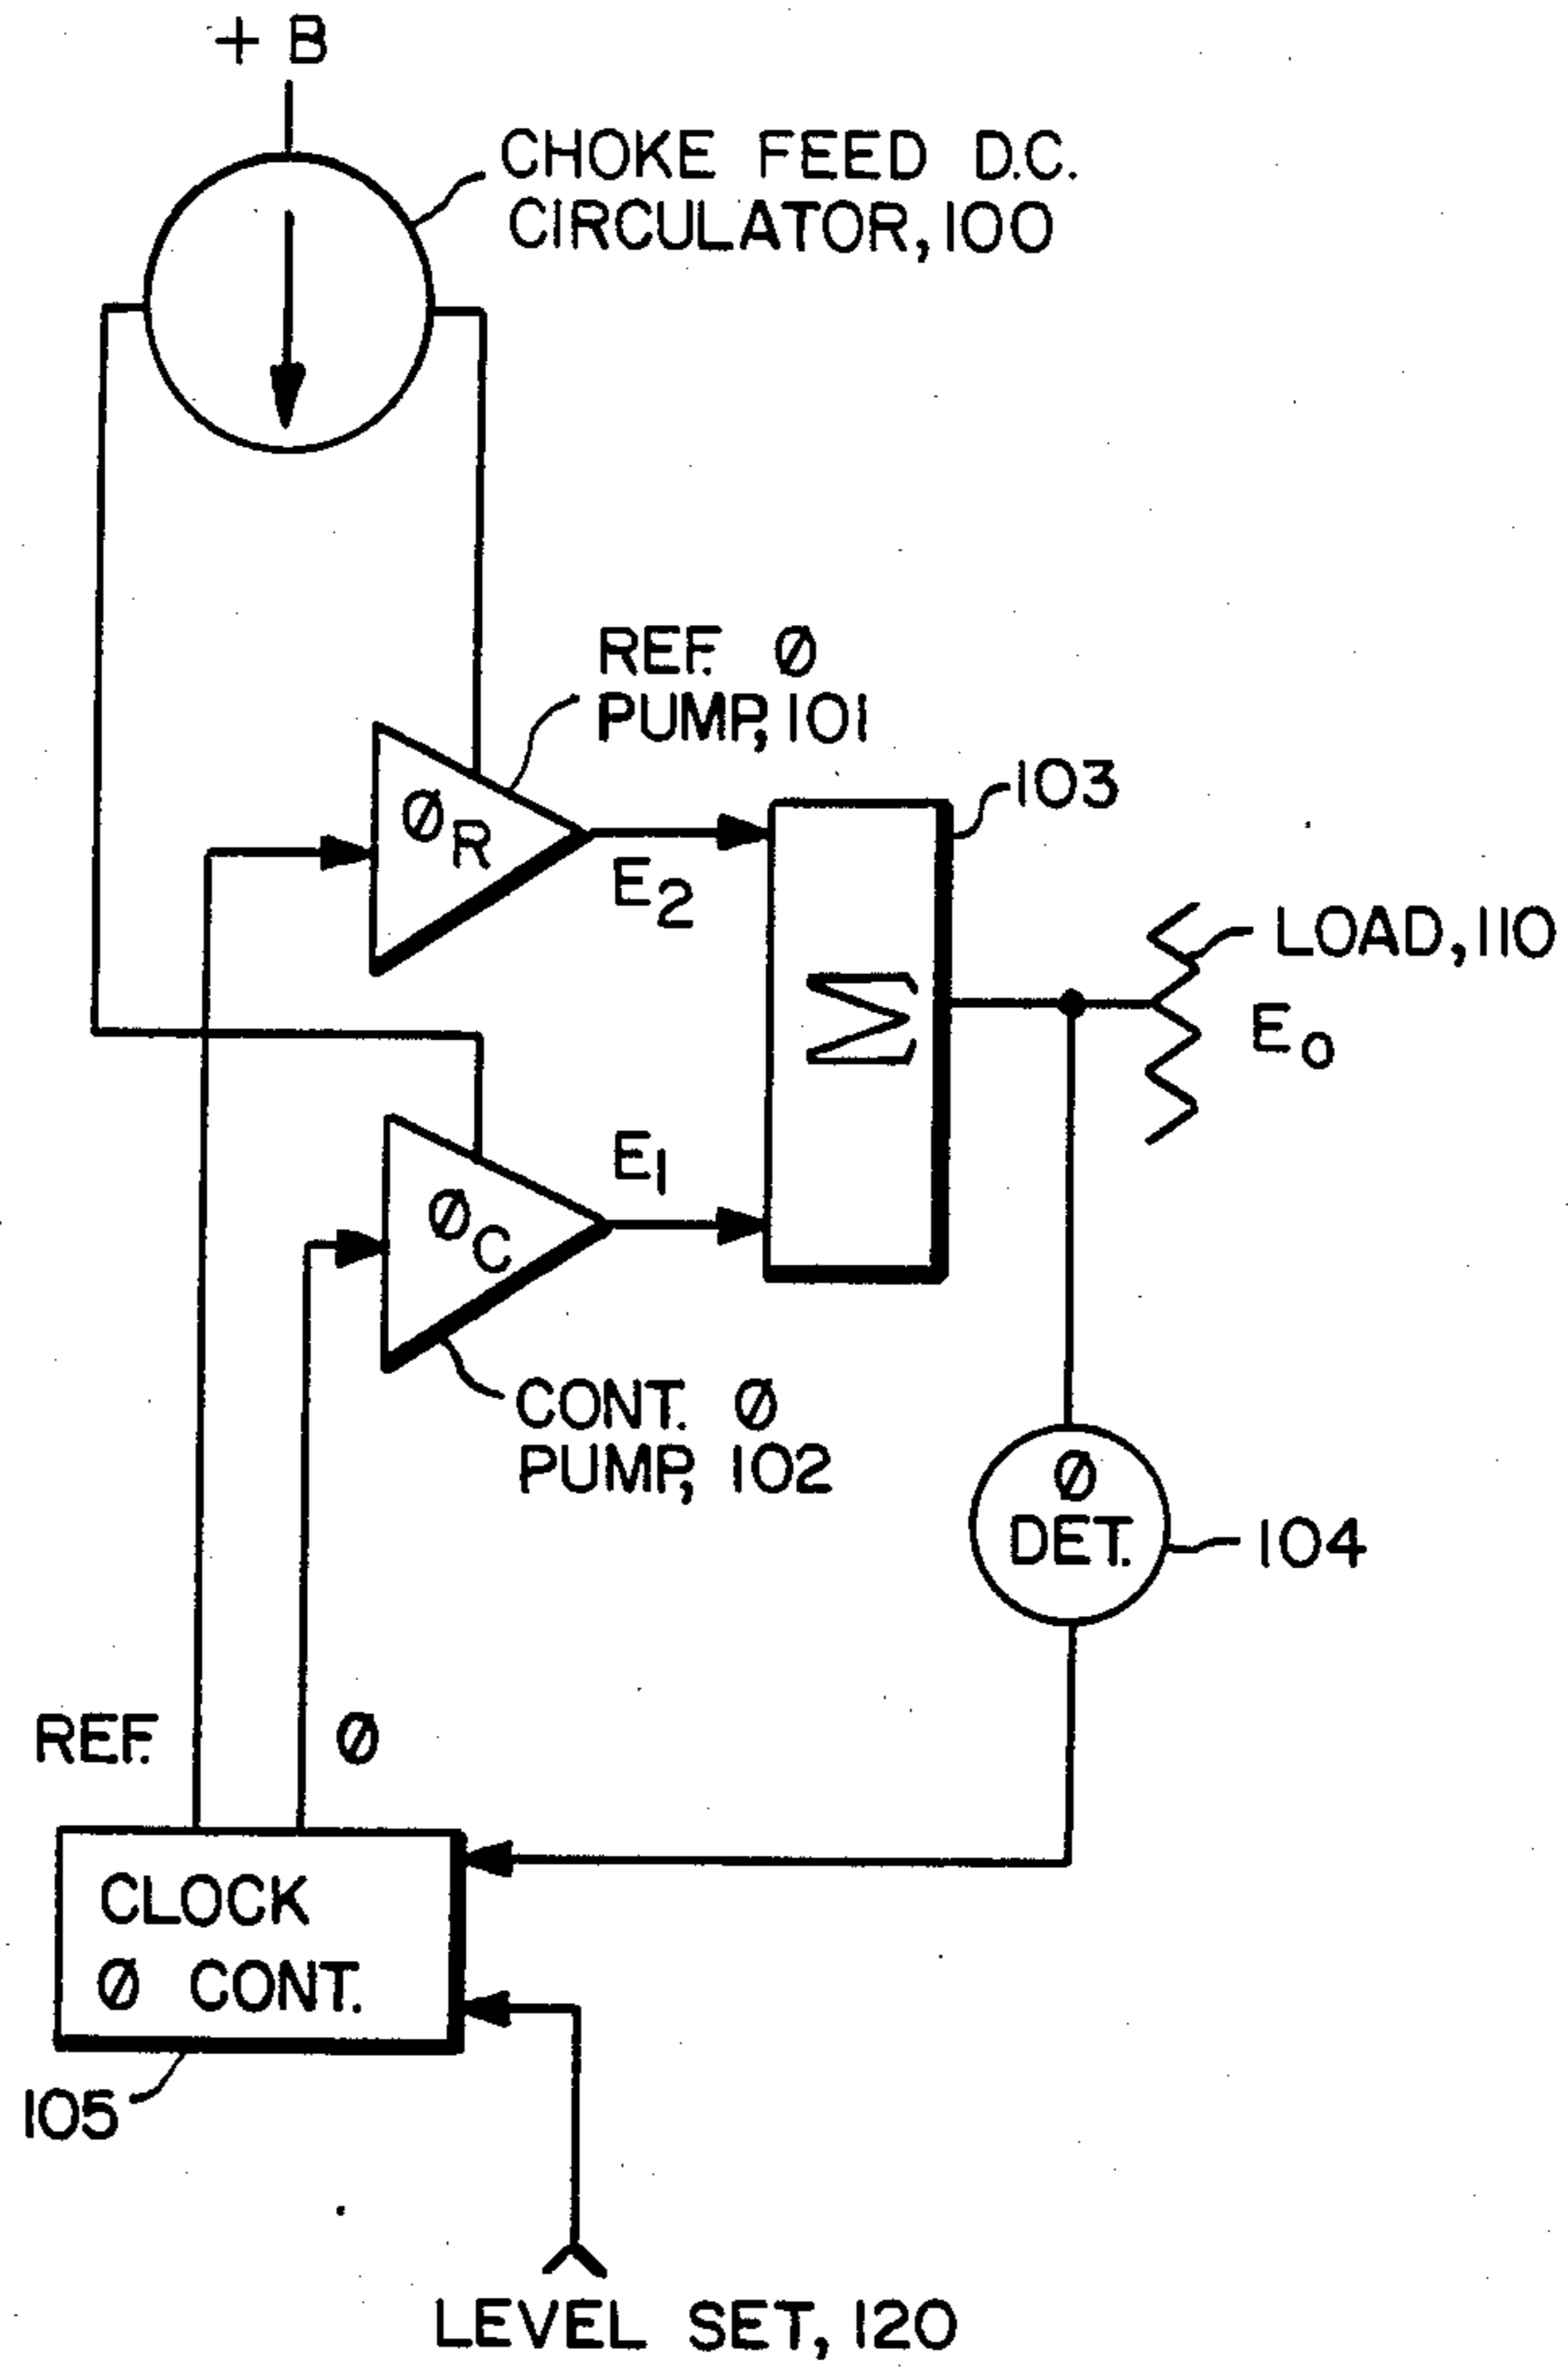 + B
CHOKE FEED D.C.
CIRCULATOR, 100
REF. Ø
PUMP, 101
ØR
E2
103
LOAD, 110
Eo
E1
ØC
CONT. Ø
PUMP, 102
Σ
Ø
DET.
104
REF.
Ø
CLOCK
Ø CONT.
105
LEVEL SET, 120